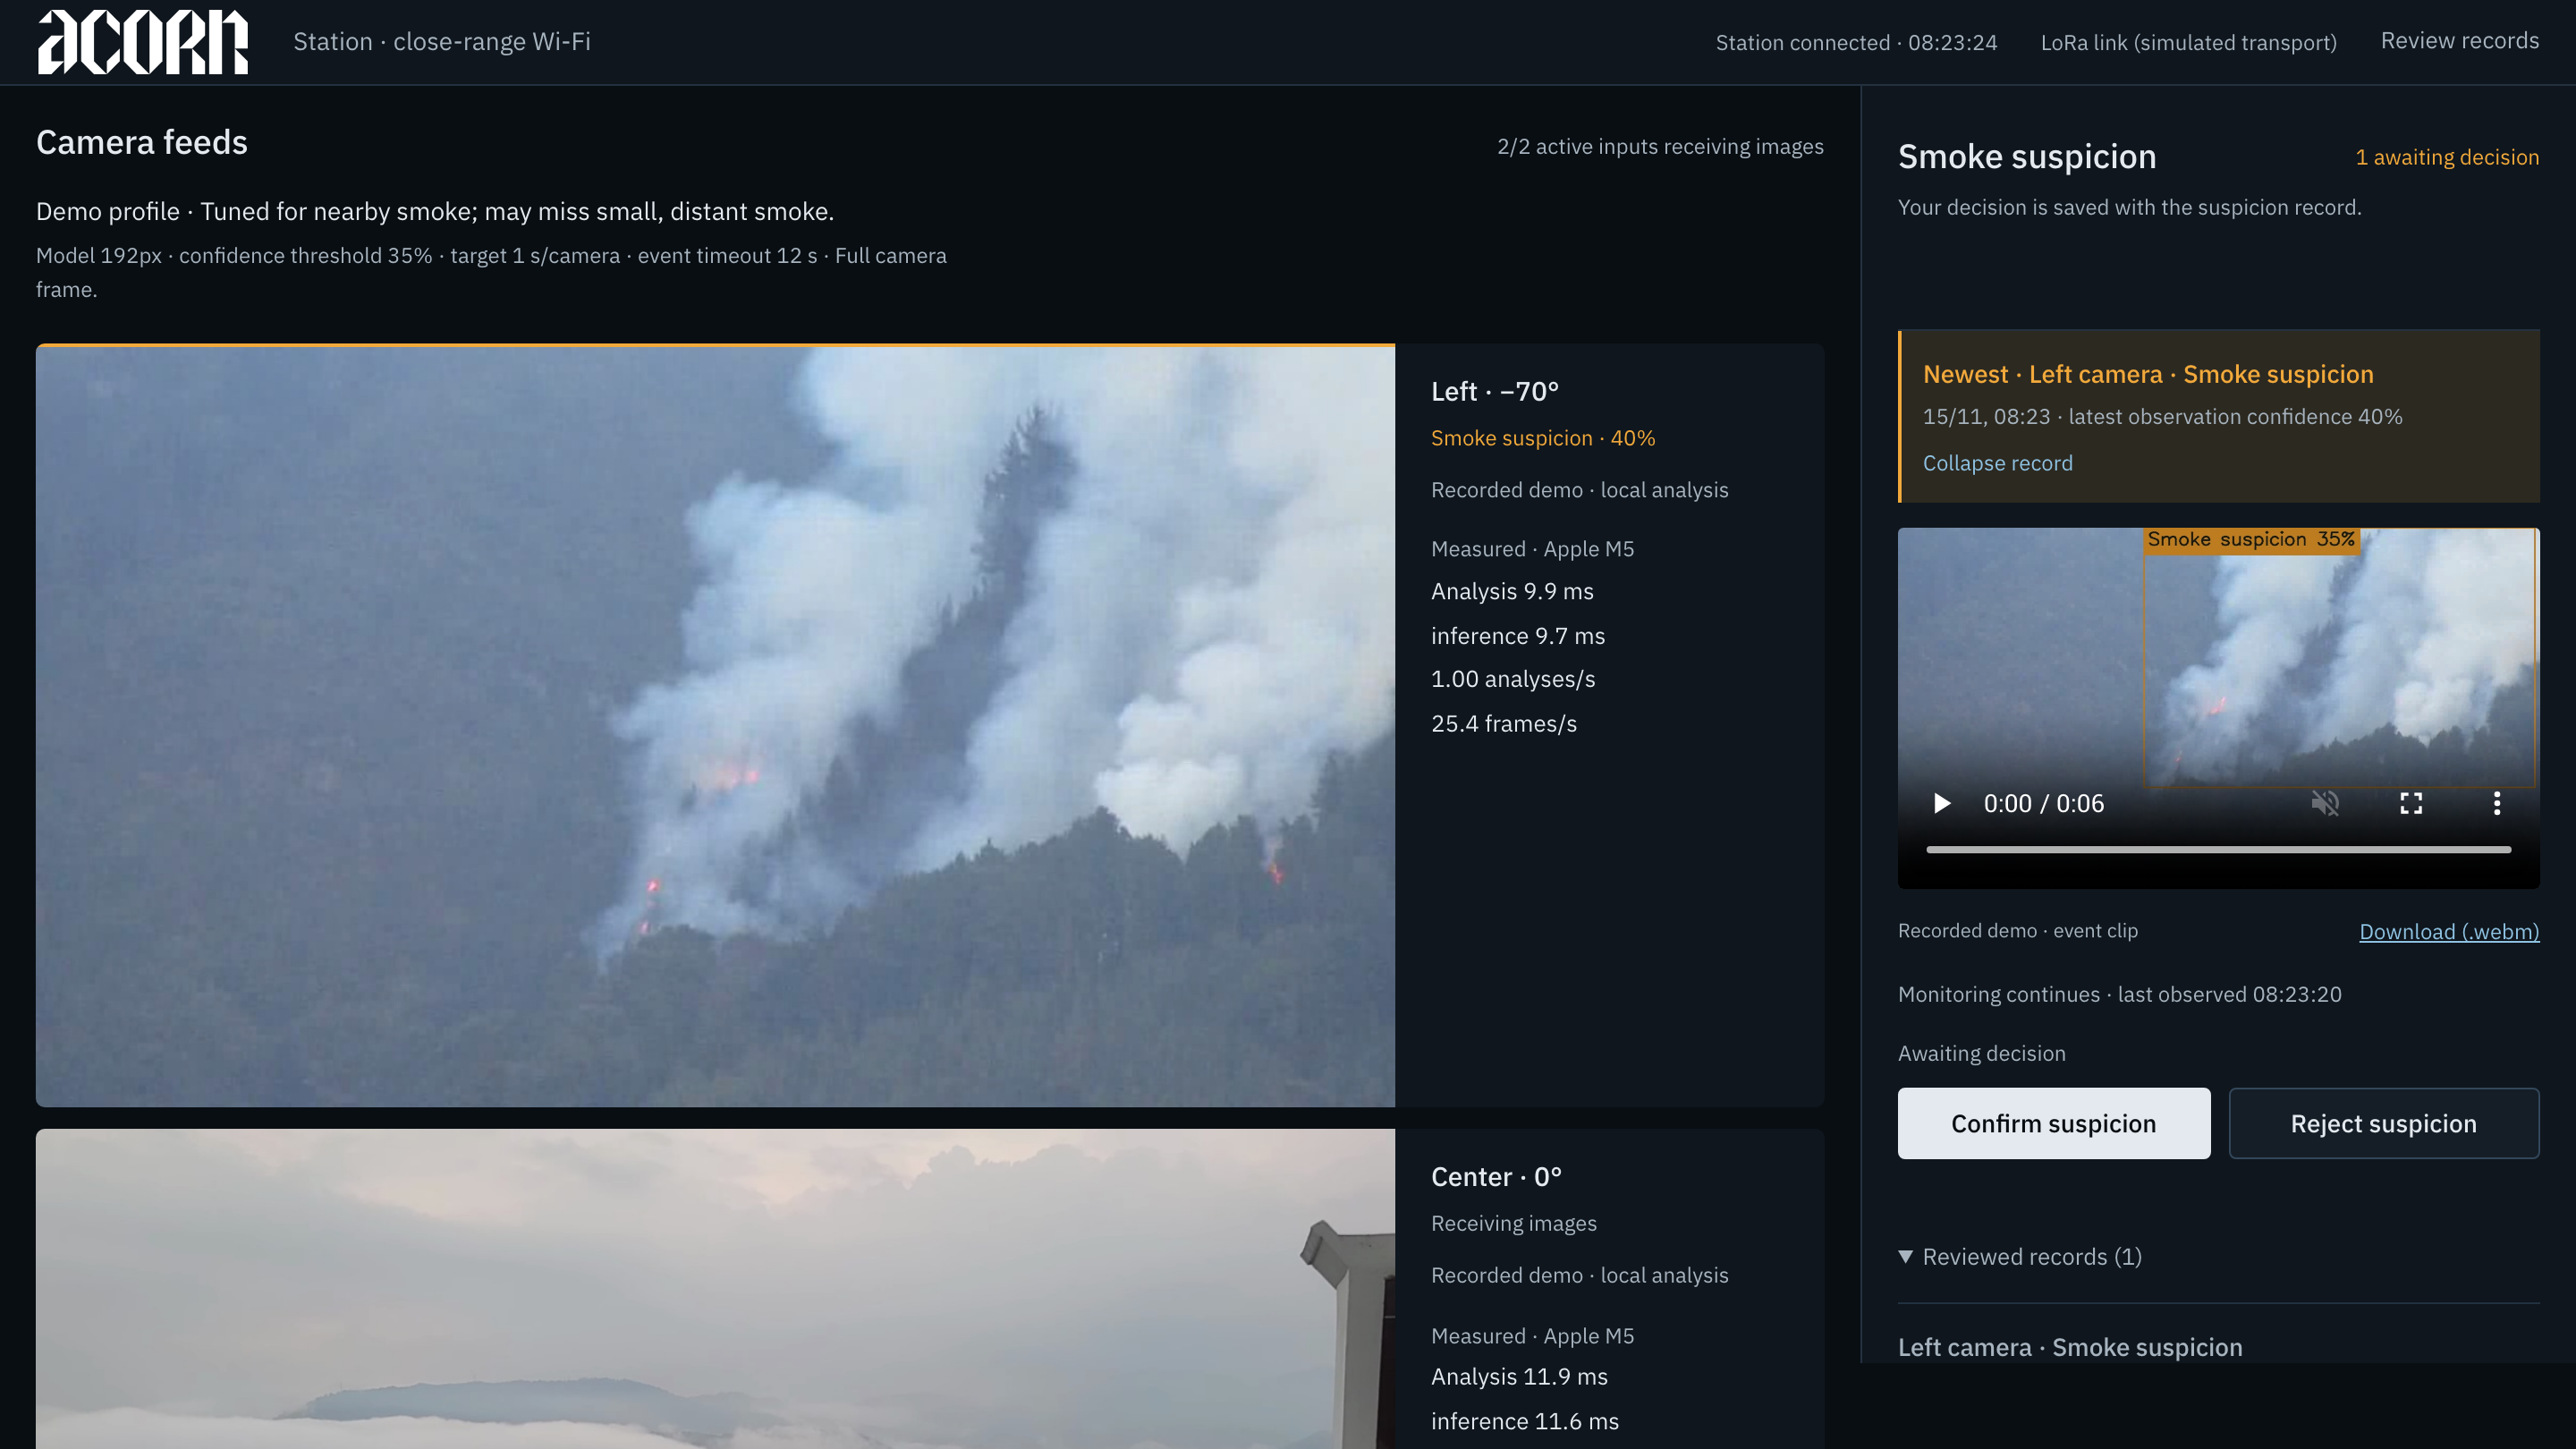 acorn
Station · close-range Wi-Fi
Station connected · 08:23:24
LoRa link (simulated transport)
Review records
Camera feeds
2/2 active inputs receiving images
Demo profile · Tuned for nearby smoke; may miss small, distant smoke.
Model 192px · confidence threshold 35% · target 1 s/camera · event timeout 12 s · Full camera
frame.
Left · −70°
Smoke suspicion · 40%
Recorded demo · local analysis
Measured · Apple M5
Analysis 9.9 ms
inference 9.7 ms
1.00 analyses/s
25.4 frames/s
Center · 0°
Receiving images
Recorded demo · local analysis
Measured · Apple M5
Analysis 11.9 ms
inference 11.6 ms
Smoke suspicion
1 awaiting decision
Your decision is saved with the suspicion record.
Newest · Left camera · Smoke suspicion
15/11, 08:23 · latest observation confidence 40%
Collapse record
Smoke suspicion 35%
0:00 / 0:06
Recorded demo · event clip
Download (.webm)
Monitoring continues · last observed 08:23:20
Awaiting decision
Confirm suspicion
Reject suspicion
Reviewed records (1)
Left camera · Smoke suspicion